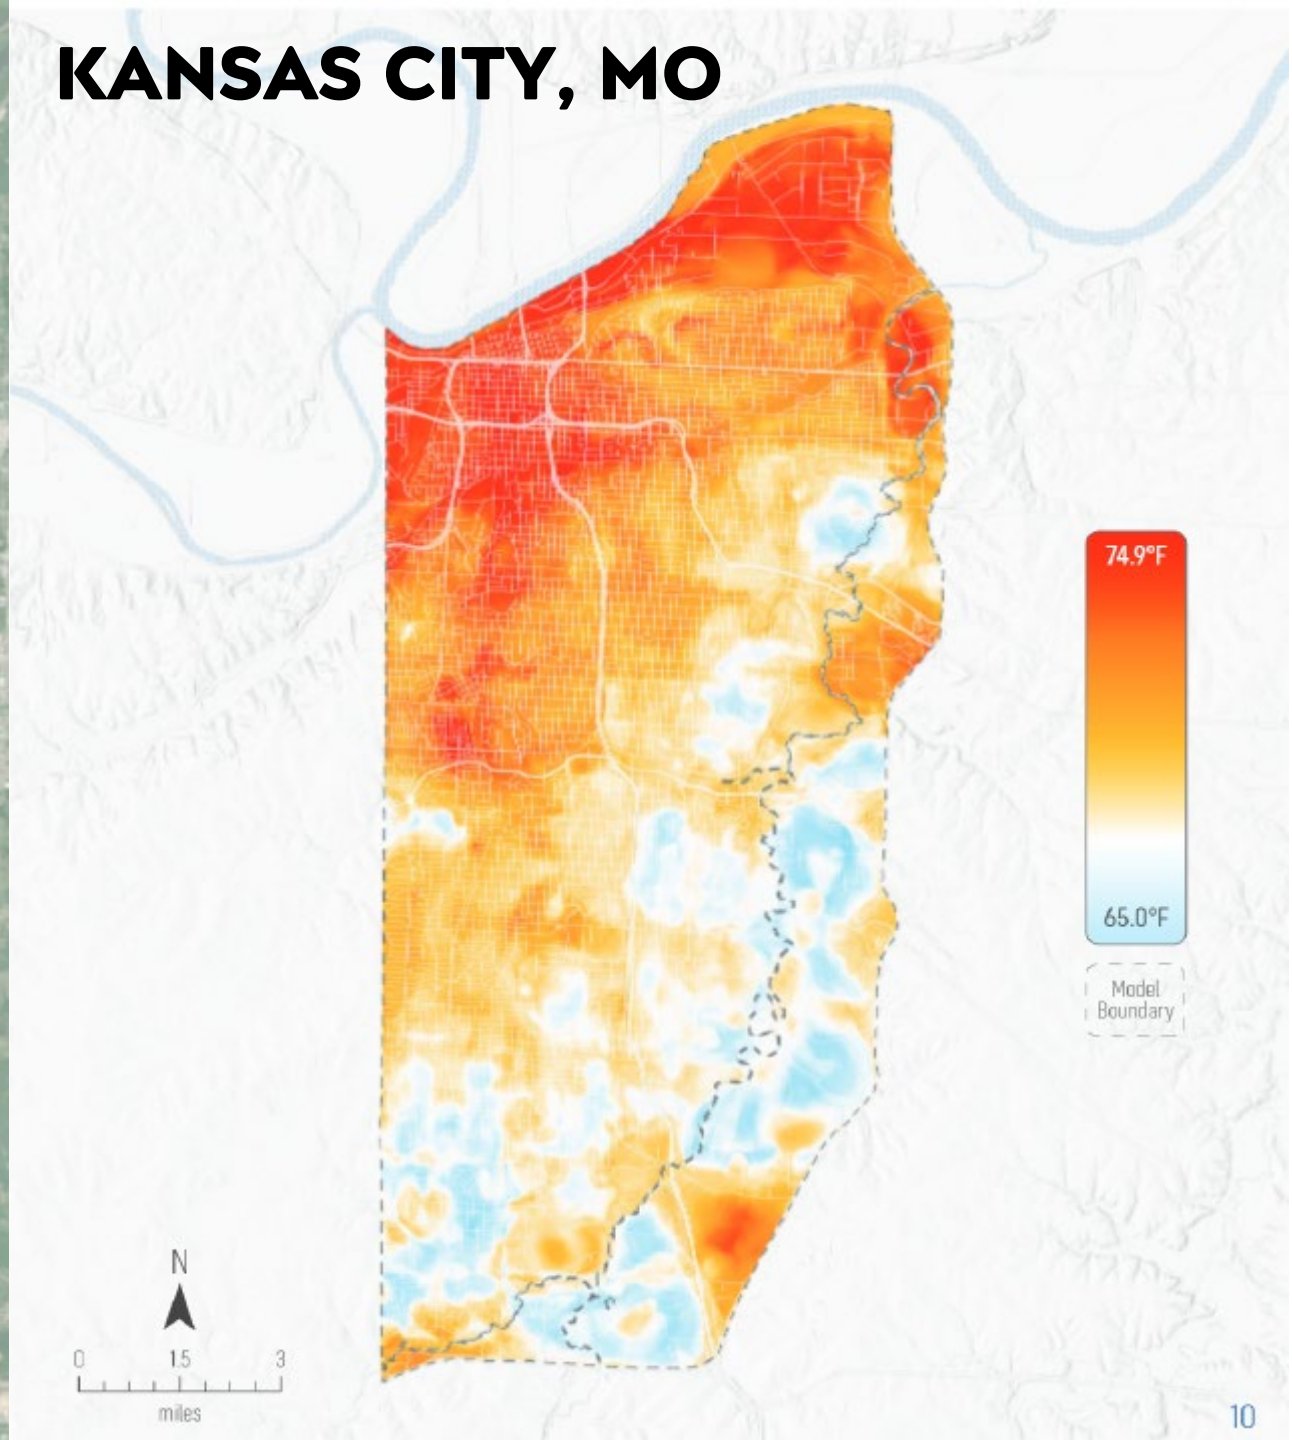 KANSAS CITY, MO
74.9°F
65.0°F
Model
Boundary
N
0 1.5 3
miles
10